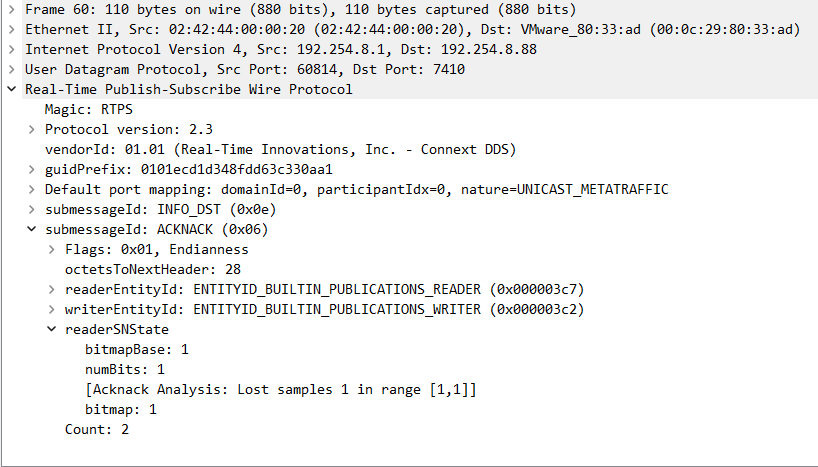 Frame 60: 110 bytes on wire (880 bits), 110 bytes captured (880 bits)
Ethernet II, Src: 02:42:44:00:00:20 (02:42:44:00:00:20), Dst: VMware_80:33:ad (00:0c:29:80:33:ad)
Internet Protocol Version 4, Src: 192.254.8.1, Dst: 192.254.8.88
User Datagram Protocol, Src Port: 60814, Dst Port: 7410
Real-Time Publish-Subscribe Wire Protocol
Magic: RTPS
Protocol version: 2.3
vendorId: 01.01 (Real-Time Innovations, Inc. - Connext DDS)
guidPrefix: 0101ecd1d348fdd63c330aa1
Default port mapping: domainId=0, participantIdx=0, nature=UNICAST_METATRAFFIC
submessageId: INFO_DST (0x0e)
submessageId: ACKNACK (0x06)
Flags: 0x01, Endianness
octetsToNextHeader: 28
readerEntityId: ENTITYID_BUILTIN_PUBLICATIONS_READER (0x000003c7)
writerEntityId: ENTITYID_BUILTIN_PUBLICATIONS_WRITER (0x000003c2)
readerSNState
bitmapBase: 1
numBits: 1
[Acknack Analysis: Lost samples 1 in range [1,1]]
bitmap: 1
Count: 2